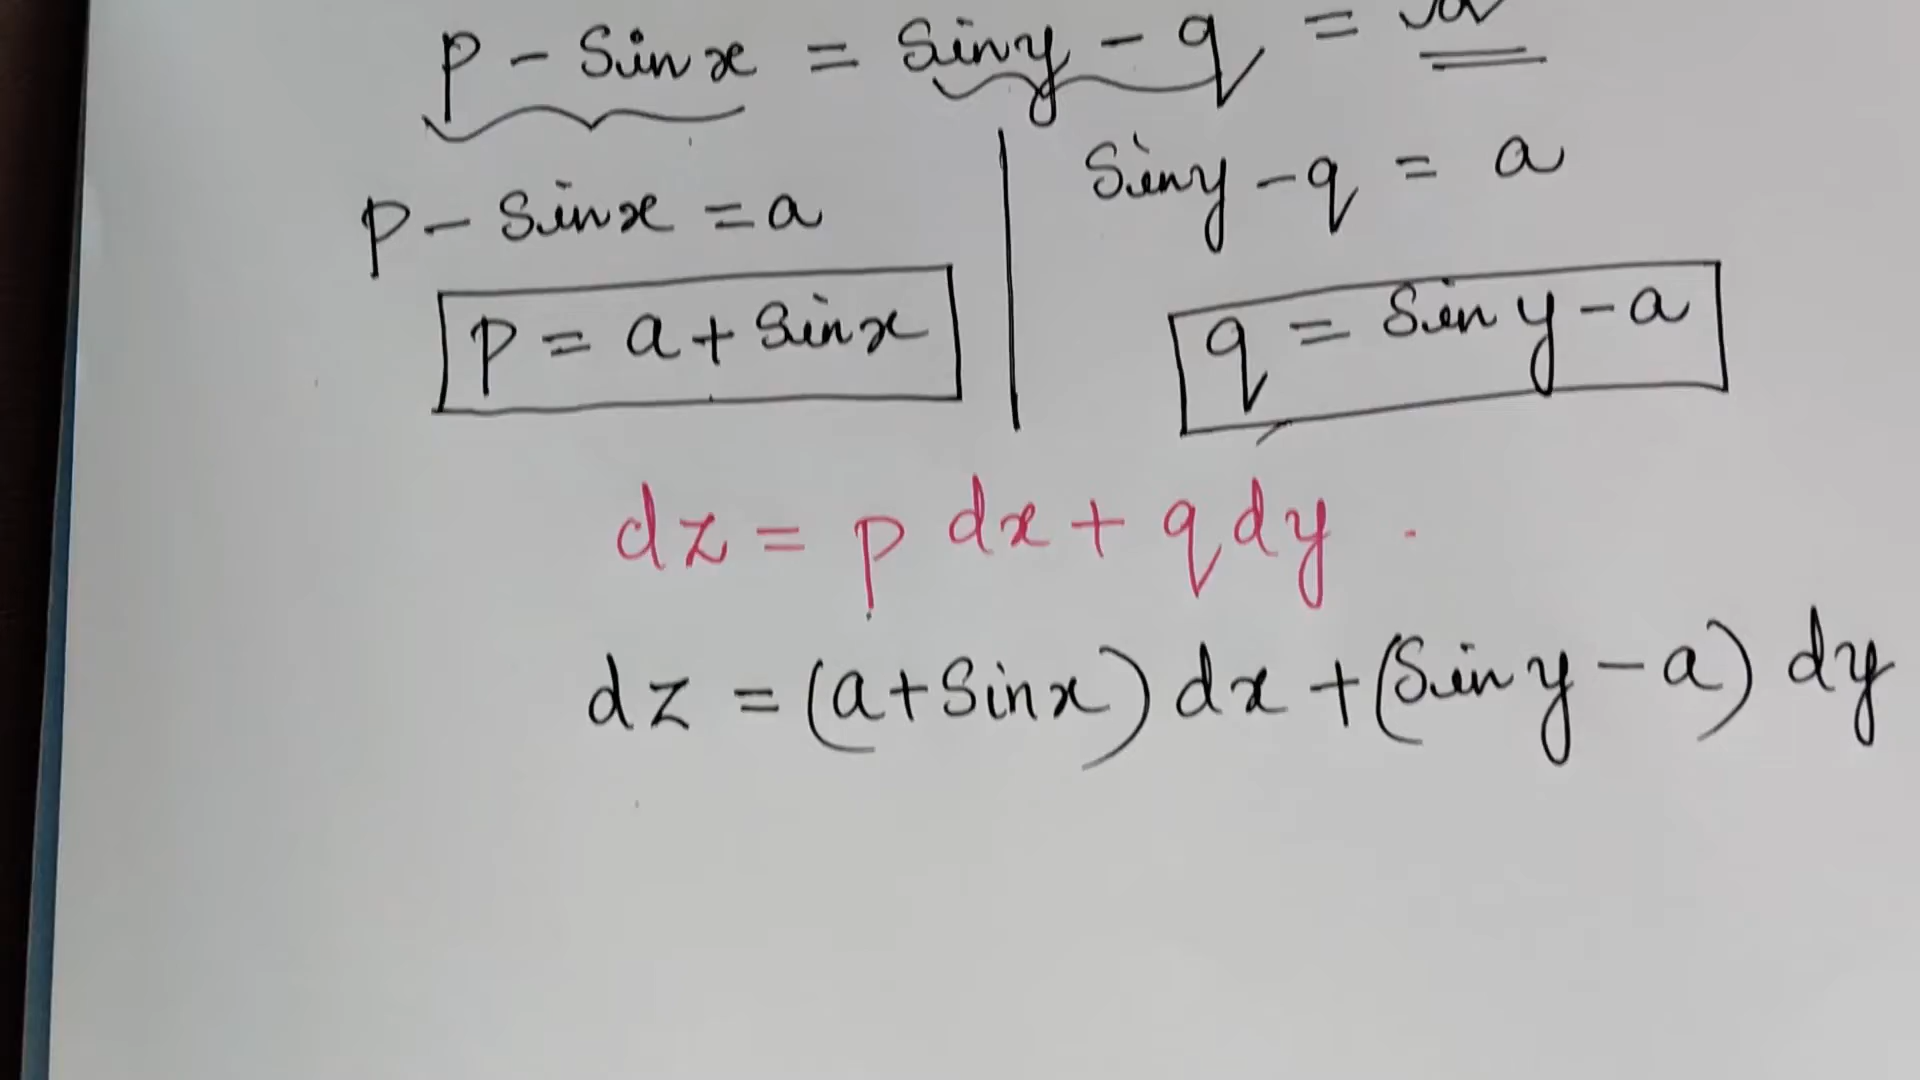 p - Sin x = Sin y - q = a
p - Sin x = a
Sin y - q = a
p = a + Sin x
q = Sin y - a
dz = p dx + q dy .
dz = (a + Sin x) dx + (Sin y - a) dy